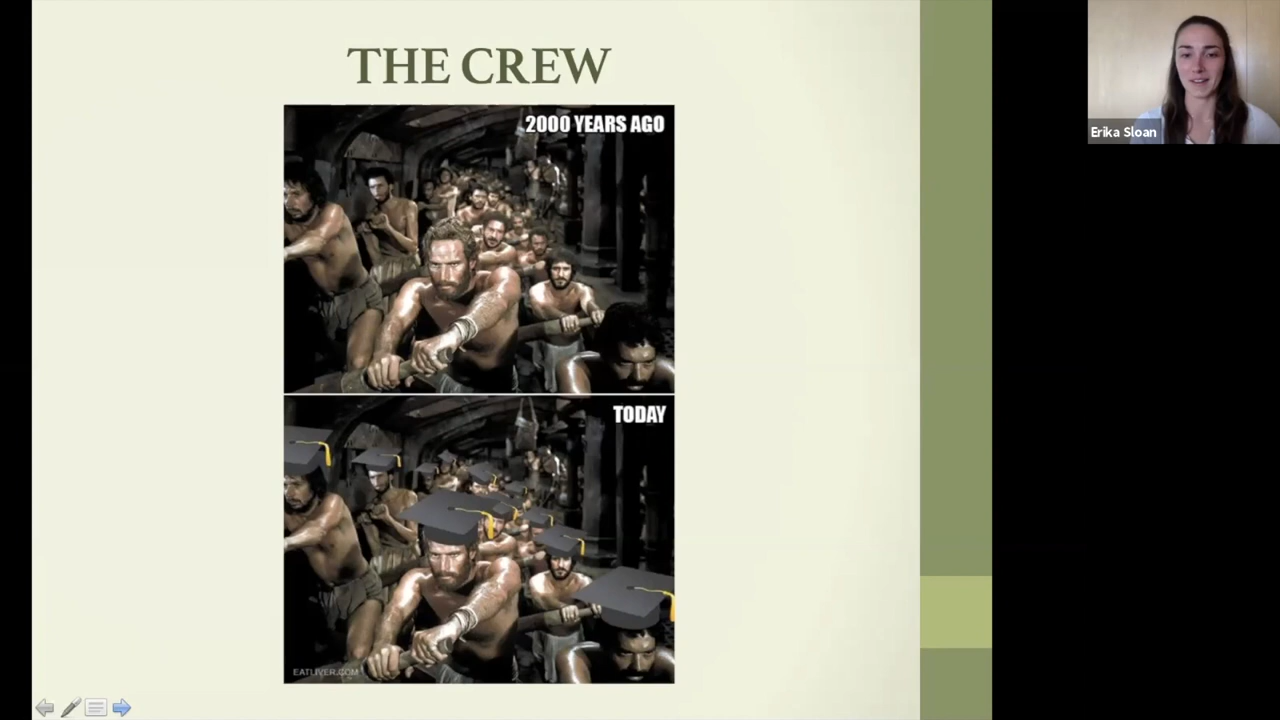 THE CREW
2000 YEARS AGO
TODAY
EATLIVER.COM
Erika Sloan